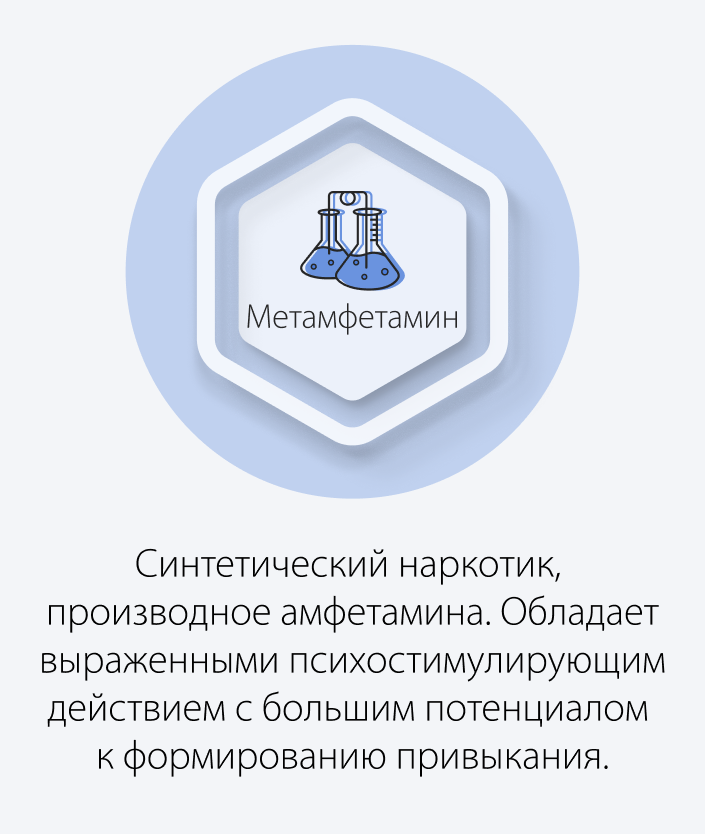 Метамфетамин
Синтетический наркотик,
производное амфетамина. Обладает
выраженными психостимулирующим
действием с большим потенциалом
к формированию привыкания.